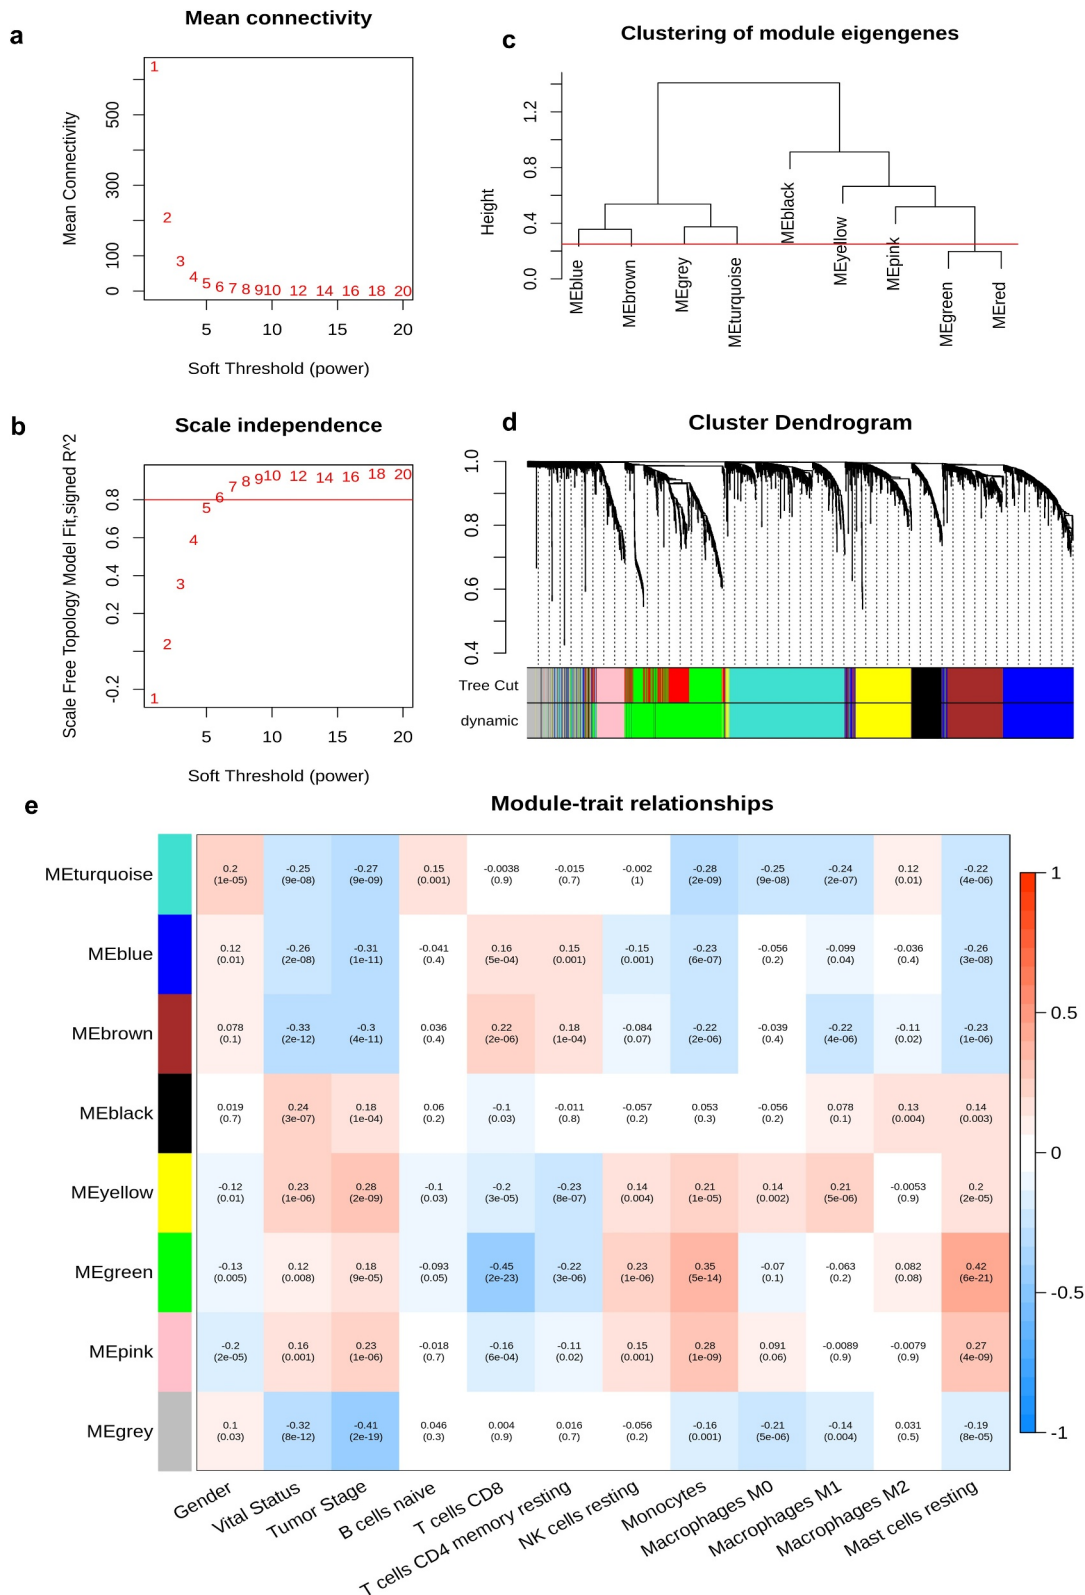 a
Mean connectivity
Mean Connectivity
500
300
100
0
1
2
3
4 5 6 7 8 9 10 12 14 16 18 20
5 10 15 20
Soft Threshold (power)
b
Scale independence
Scale Free Topology Model Fit,signed R^2
0.8
0.6
0.4
0.2
-0.2
1
2
3
4
5 6 7 8 9 10 12 14 16 18 20
5 10 15 20
Soft Threshold (power)
c
Clustering of module eigengenes
Height
1.2
0.8
0.4
0.0
MEblue
MEbrown
MEgrey
MEturquoise
MEblack
MEyellow
MEpink
MEgreen
MEred
d
Cluster Dendrogram
1.0
0.8
0.6
0.4
Tree Cut
dynamic
e
Module-trait relationships
MEturquoise
0.2 -0.25 -0.27 0.15 -0.0038 -0.015 -0.002 -0.28 -0.25 -0.24 0.12 -0.22
(1e-05) (9e-08) (9e-09) (0.001) (0.9) (0.7) (1) (2e-09) (9e-08) (2e-07) (0.01) (4e-06)
MEblue
0.12 -0.26 -0.31 -0.041 0.16 0.15 -0.15 -0.23 -0.056 -0.099 -0.036 -0.26
(0.01) (2e-08) (1e-11) (0.4) (5e-04) (0.001) (0.001) (6e-07) (0.2) (0.04) (0.4) (3e-08)
MEbrown
0.078 -0.33 -0.3 0.036 0.22 0.18 -0.084 -0.22 -0.039 -0.22 -0.11 -0.23
(0.1) (2e-12) (4e-11) (0.4) (2e-06) (1e-04) (0.07) (2e-06) (0.4) (4e-06) (0.02) (1e-06)
MEblack
0.019 0.24 0.18 0.06 -0.1 -0.011 -0.057 0.053 -0.056 0.078 0.13 0.14
(0.7) (3e-07) (1e-04) (0.2) (0.03) (0.8) (0.2) (0.3) (0.2) (0.1) (0.004) (0.003)
MEyellow
-0.12 0.23 0.28 -0.1 -0.2 -0.23 0.14 0.21 0.14 0.21 -0.0053 0.2
(0.01) (1e-06) (2e-09) (0.03) (3e-05) (8e-07) (0.004) (1e-05) (0.002) (5e-06) (0.9) (2e-05)
MEgreen
-0.13 0.12 0.18 -0.093 -0.45 -0.22 0.23 0.35 -0.07 -0.063 0.082 0.42
(0.005) (0.008) (9e-05) (0.05) (2e-23) (3e-06) (1e-06) (5e-14) (0.1) (0.2) (0.08) (6e-21)
MEpink
-0.2 0.16 0.23 -0.018 -0.16 -0.11 0.15 0.28 0.091 -0.0089 -0.0079 0.27
(2e-05) (0.001) (1e-06) (0.7) (6e-04) (0.02) (0.001) (1e-09) (0.06) (0.9) (0.9) (4e-09)
MEgrey
0.1 -0.32 -0.41 0.046 0.004 0.016 -0.056 -0.16 -0.21 -0.14 0.031 -0.19
(0.03) (8e-12) (2e-19) (0.3) (0.9) (0.7) (0.2) (0.001) (5e-06) (0.004) (0.5) (8e-05)
Gender
Vital Status
Tumor Stage
B cells naive
T cells CD8
T cells CD4 memory resting
NK cells resting
Monocytes
Macrophages M0
Macrophages M1
Macrophages M2
Mast cells resting
1
0.5
0
-0.5
-1